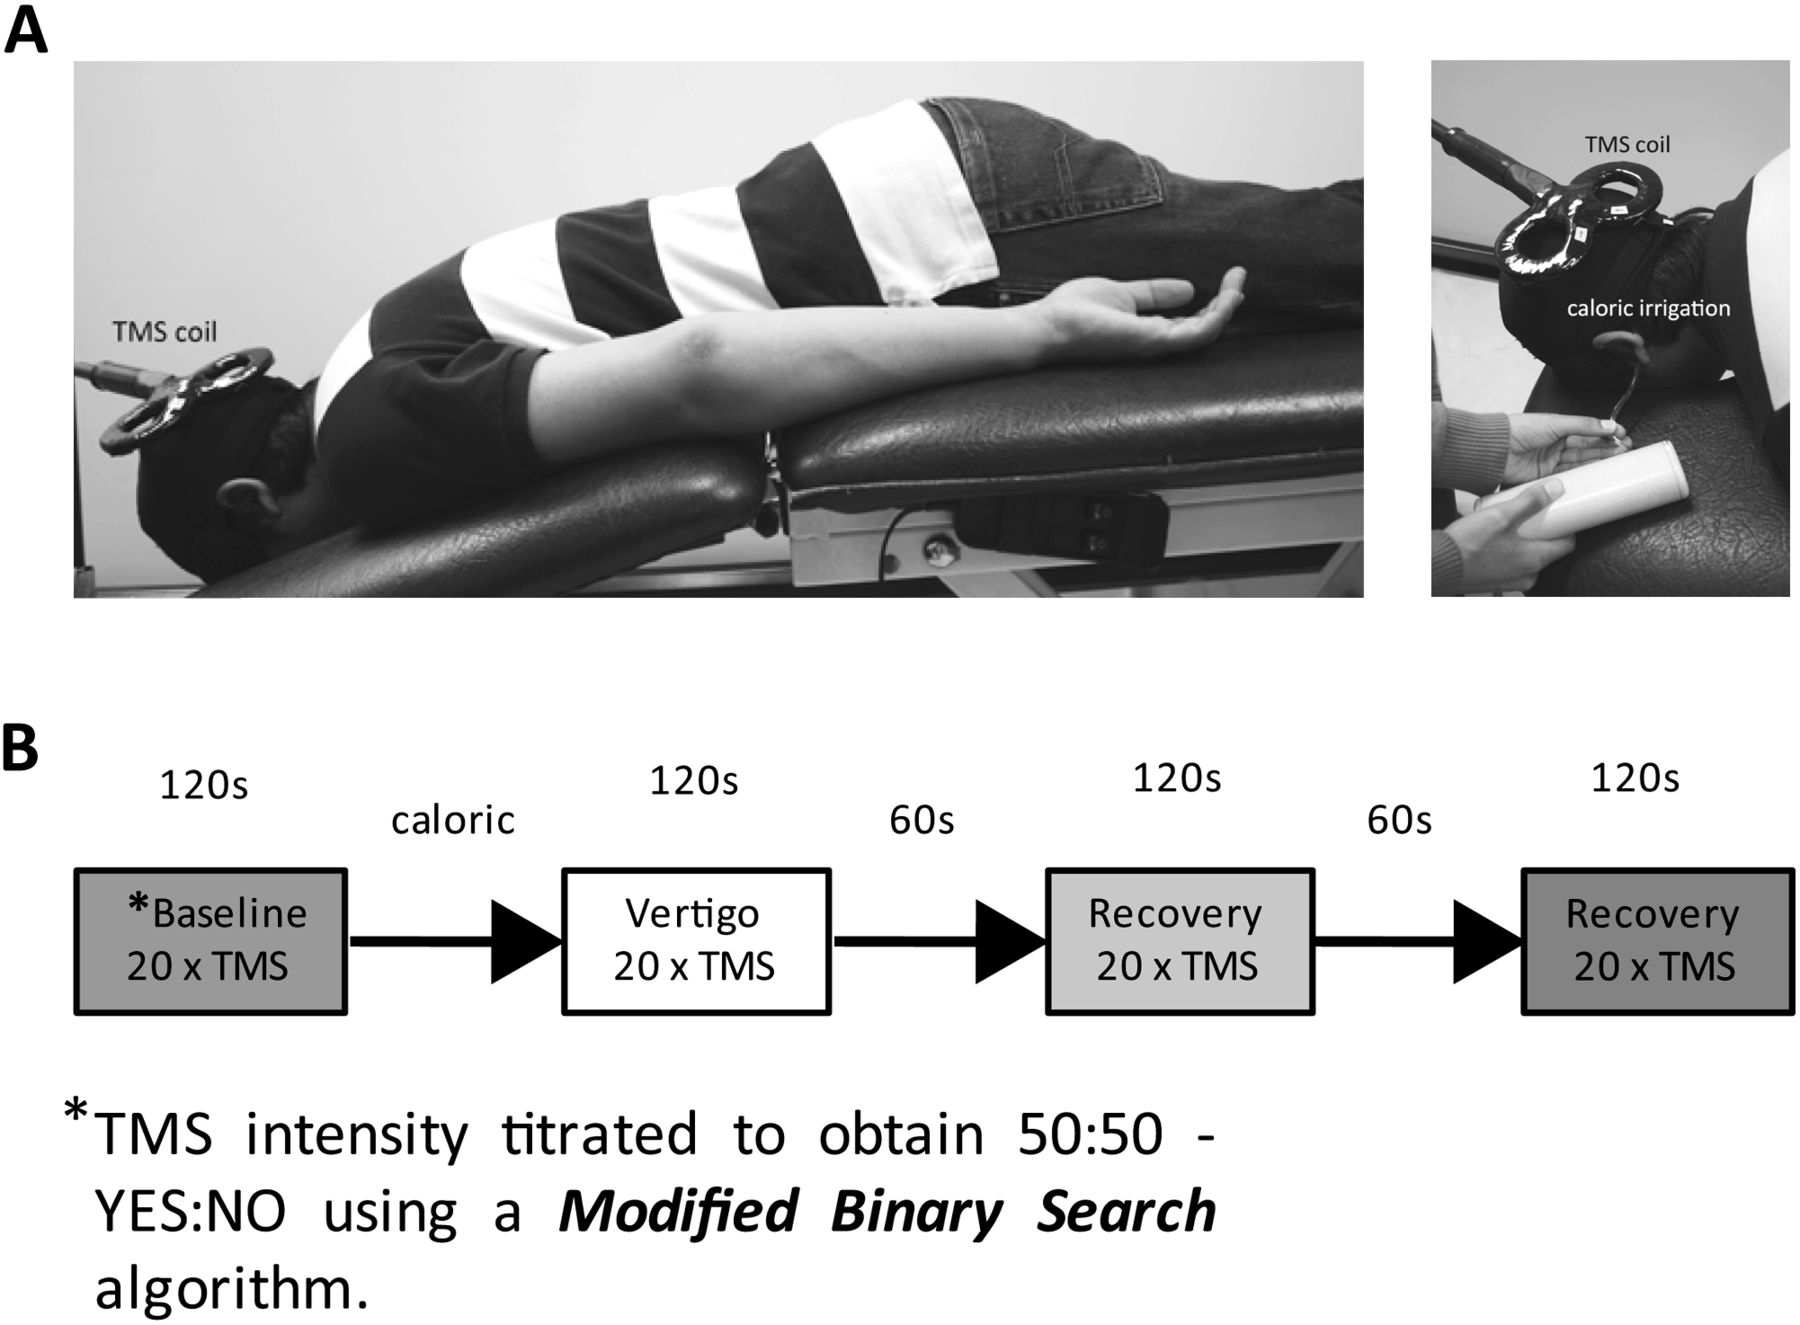 A
TMS coil
TMS coil
caloric irrigation
B
120s
caloric
120s
60s
120s
60s
120s
*Baseline
20 x TMS
Vertigo
20 x TMS
Recovery
20 x TMS
Recovery
20 x TMS
*TMS intensity titrated to obtain 50:50 -
YES:NO using a Modified Binary Search
algorithm.